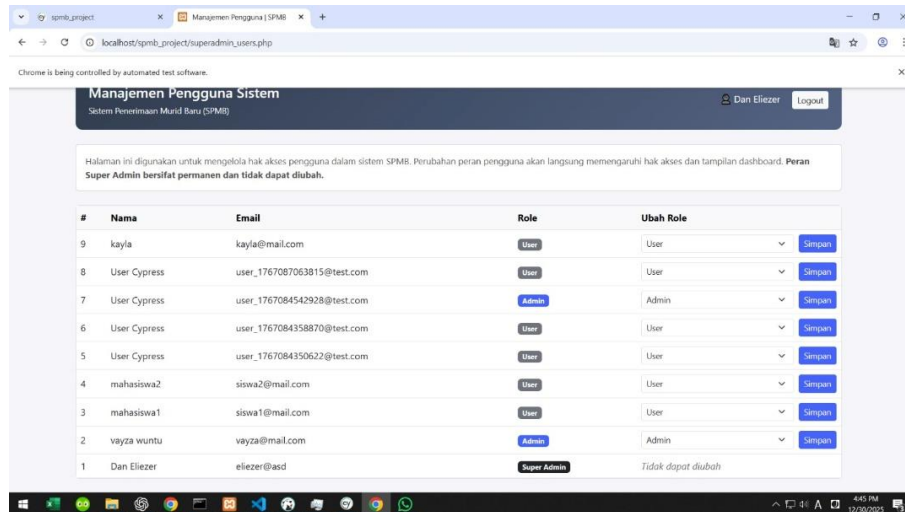 spmb_project
Manajemen Pengguna | SPMB
localhost/spmb_project/superadmin_users.php
Chrome is being controlled by automated test software.
Manajemen Pengguna Sistem
Sistem Penerimaan Murid Baru (SPMB)
Dan Eliezer Logout
Halaman ini digunakan untuk mengelola hak akses pengguna dalam sistem SPMB. Perubahan peran pengguna akan langsung memengaruhi hak akses dan tampilan dashboard. Peran
Super Admin bersifat permanen dan tidak dapat diubah.
# Nama Email Role Ubah Role
9 kayla kayla@mail.com User User Simpan
8 User Cypress user_1767087063815@test.com User User Simpan
7 User Cypress user_1767084542928@test.com Admin Admin Simpan
6 User Cypress user_1767084358870@test.com User User Simpan
5 User Cypress user_1767084350622@test.com User User Simpan
4 mahasiswa2 siswa2@mail.com User User Simpan
3 mahasiswa1 siswa1@mail.com User User Simpan
2 vayza wuntu vayza@mail.com Admin Admin Simpan
1 Dan Eliezer eliezer@asd Super Admin Tidak dapat diubah
4:45 PM
12/30/2025